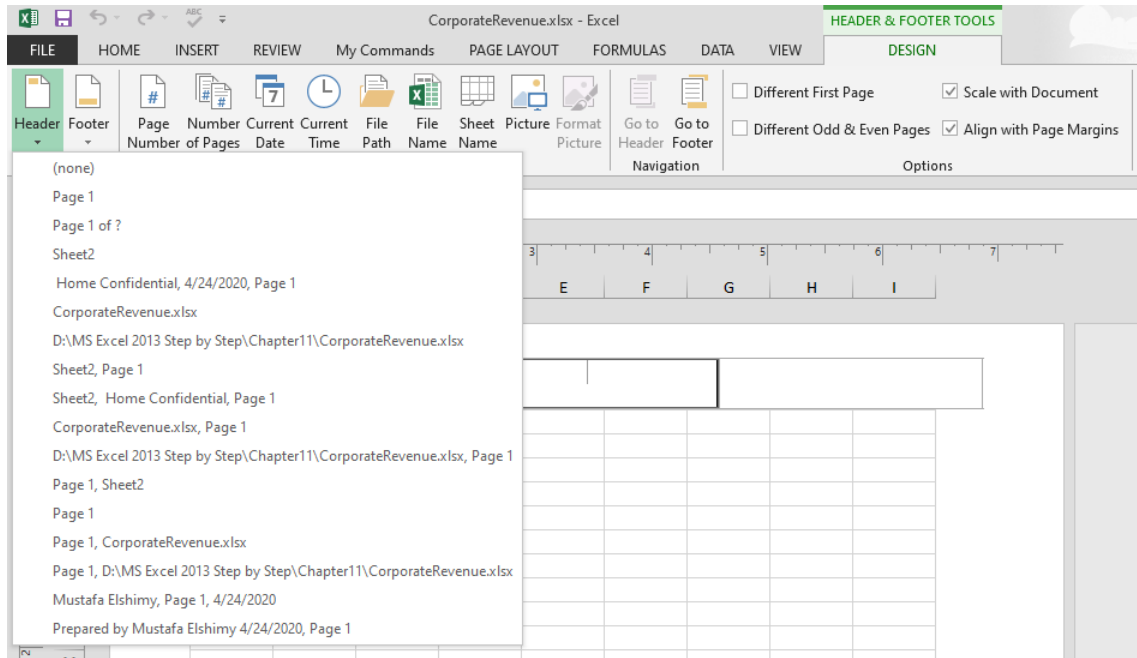 ABC
CorporateRevenue.xlsx - Excel
HEADER & FOOTER TOOLS
FILE HOME INSERT REVIEW My Commands PAGE LAYOUT FORMULAS DATA VIEW DESIGN
# # # 7
Different First Page Scale with Document
Header Footer Page Number Current Current File File Sheet Picture Format Go to Go to
Number of Pages Date Time Path Name Name Picture Header Footer
Different Odd & Even Pages Align with Page Margins
Navigation Options
(none)
Page 1
Page 1 of ?
Sheet2
Home Confidential, 4/24/2020, Page 1
CorporateRevenue.xlsx
D:\MS Excel 2013 Step by Step\Chapter11\CorporateRevenue.xlsx
Sheet2, Page 1
Sheet2, Home Confidential, Page 1
CorporateRevenue.xlsx, Page 1
D:\MS Excel 2013 Step by Step\Chapter11\CorporateRevenue.xlsx, Page 1
Page 1, Sheet2
Page 1
Page 1, CorporateRevenue.xlsx
Page 1, D:\MS Excel 2013 Step by Step\Chapter11\CorporateRevenue.xlsx
Mustafa Elshimy, Page 1, 4/24/2020
Prepared by Mustafa Elshimy 4/24/2020, Page 1
3 4 5 6 7
E F G H I
2